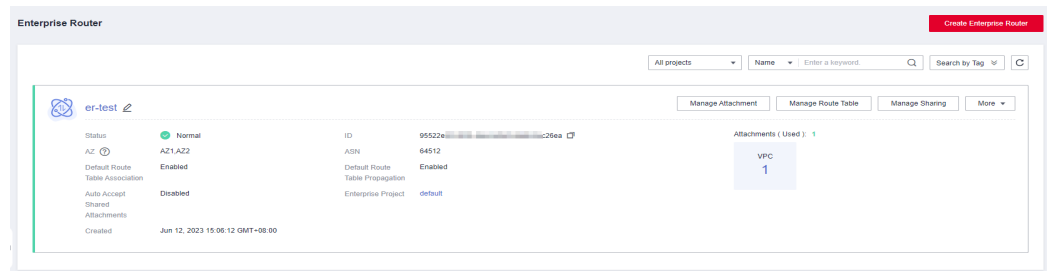 Enterprise Router
Create Enterprise Router
All projects
Name
Enter a keyword.
Search by Tag
er-test
Manage Attachment
Manage Route Table
Manage Sharing
More
Status
Normal
ID
95522e
c26ea
Attachments ( Used ): 1
AZ
AZ1,AZ2
ASN
64512
VPC
1
Default Route
Table Association
Enabled
Default Route
Table Propagation
Enabled
Auto Accept
Shared
Attachments
Disabled
Enterprise Project
default
Created
Jun 12, 2023 15:06:12 GMT+08:00